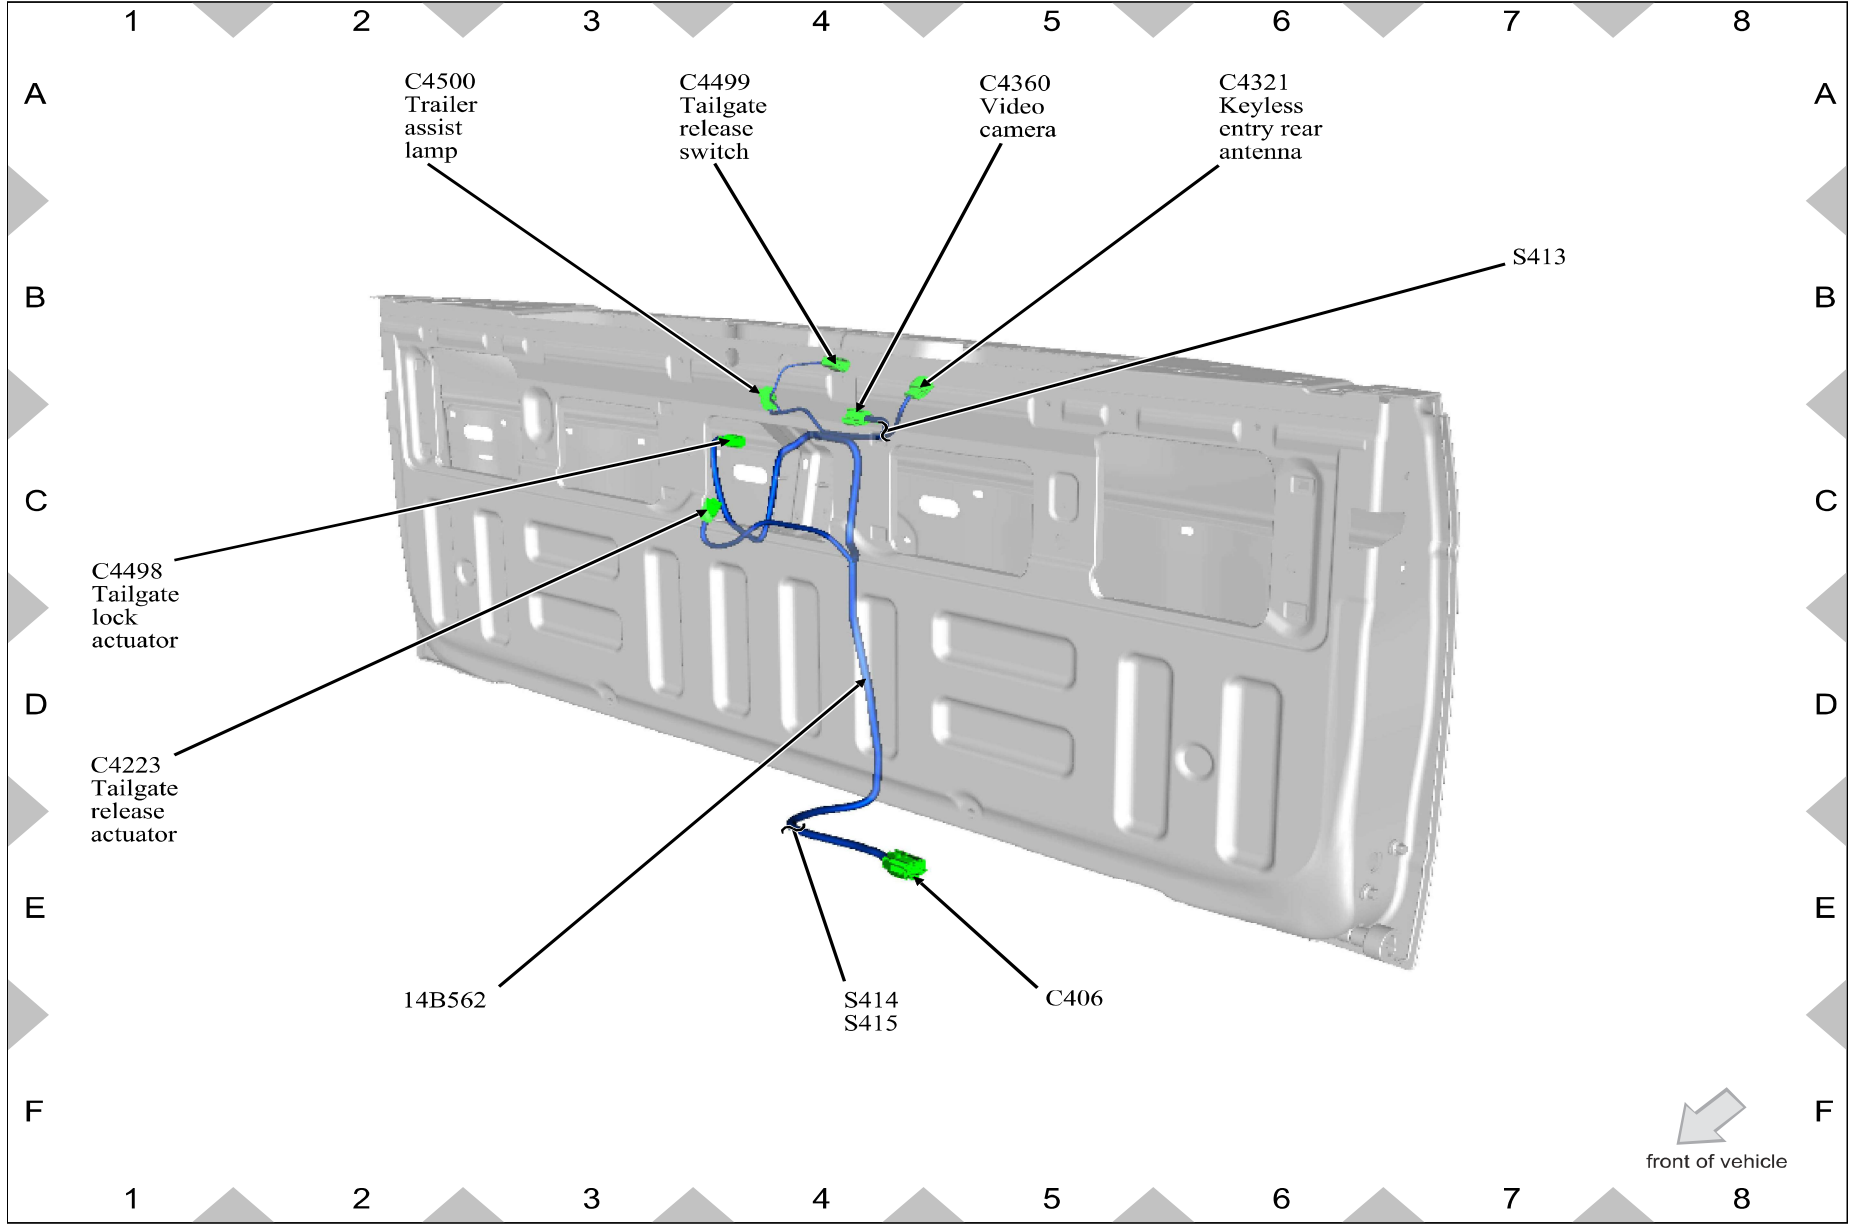 1 2 3 4 5 6 7 8
A A
C4500
Trailer
assist
lamp
C4499
Tailgate
release
switch
C4360
Video
camera
C4321
Keyless
entry rear
antenna
S413
B B
C C
C4498
Tailgate
lock
actuator
D D
C4223
Tailgate
release
actuator
E E
14B562
S414
S415
C406
F F
front of vehicle
1 2 3 4 5 6 7 8